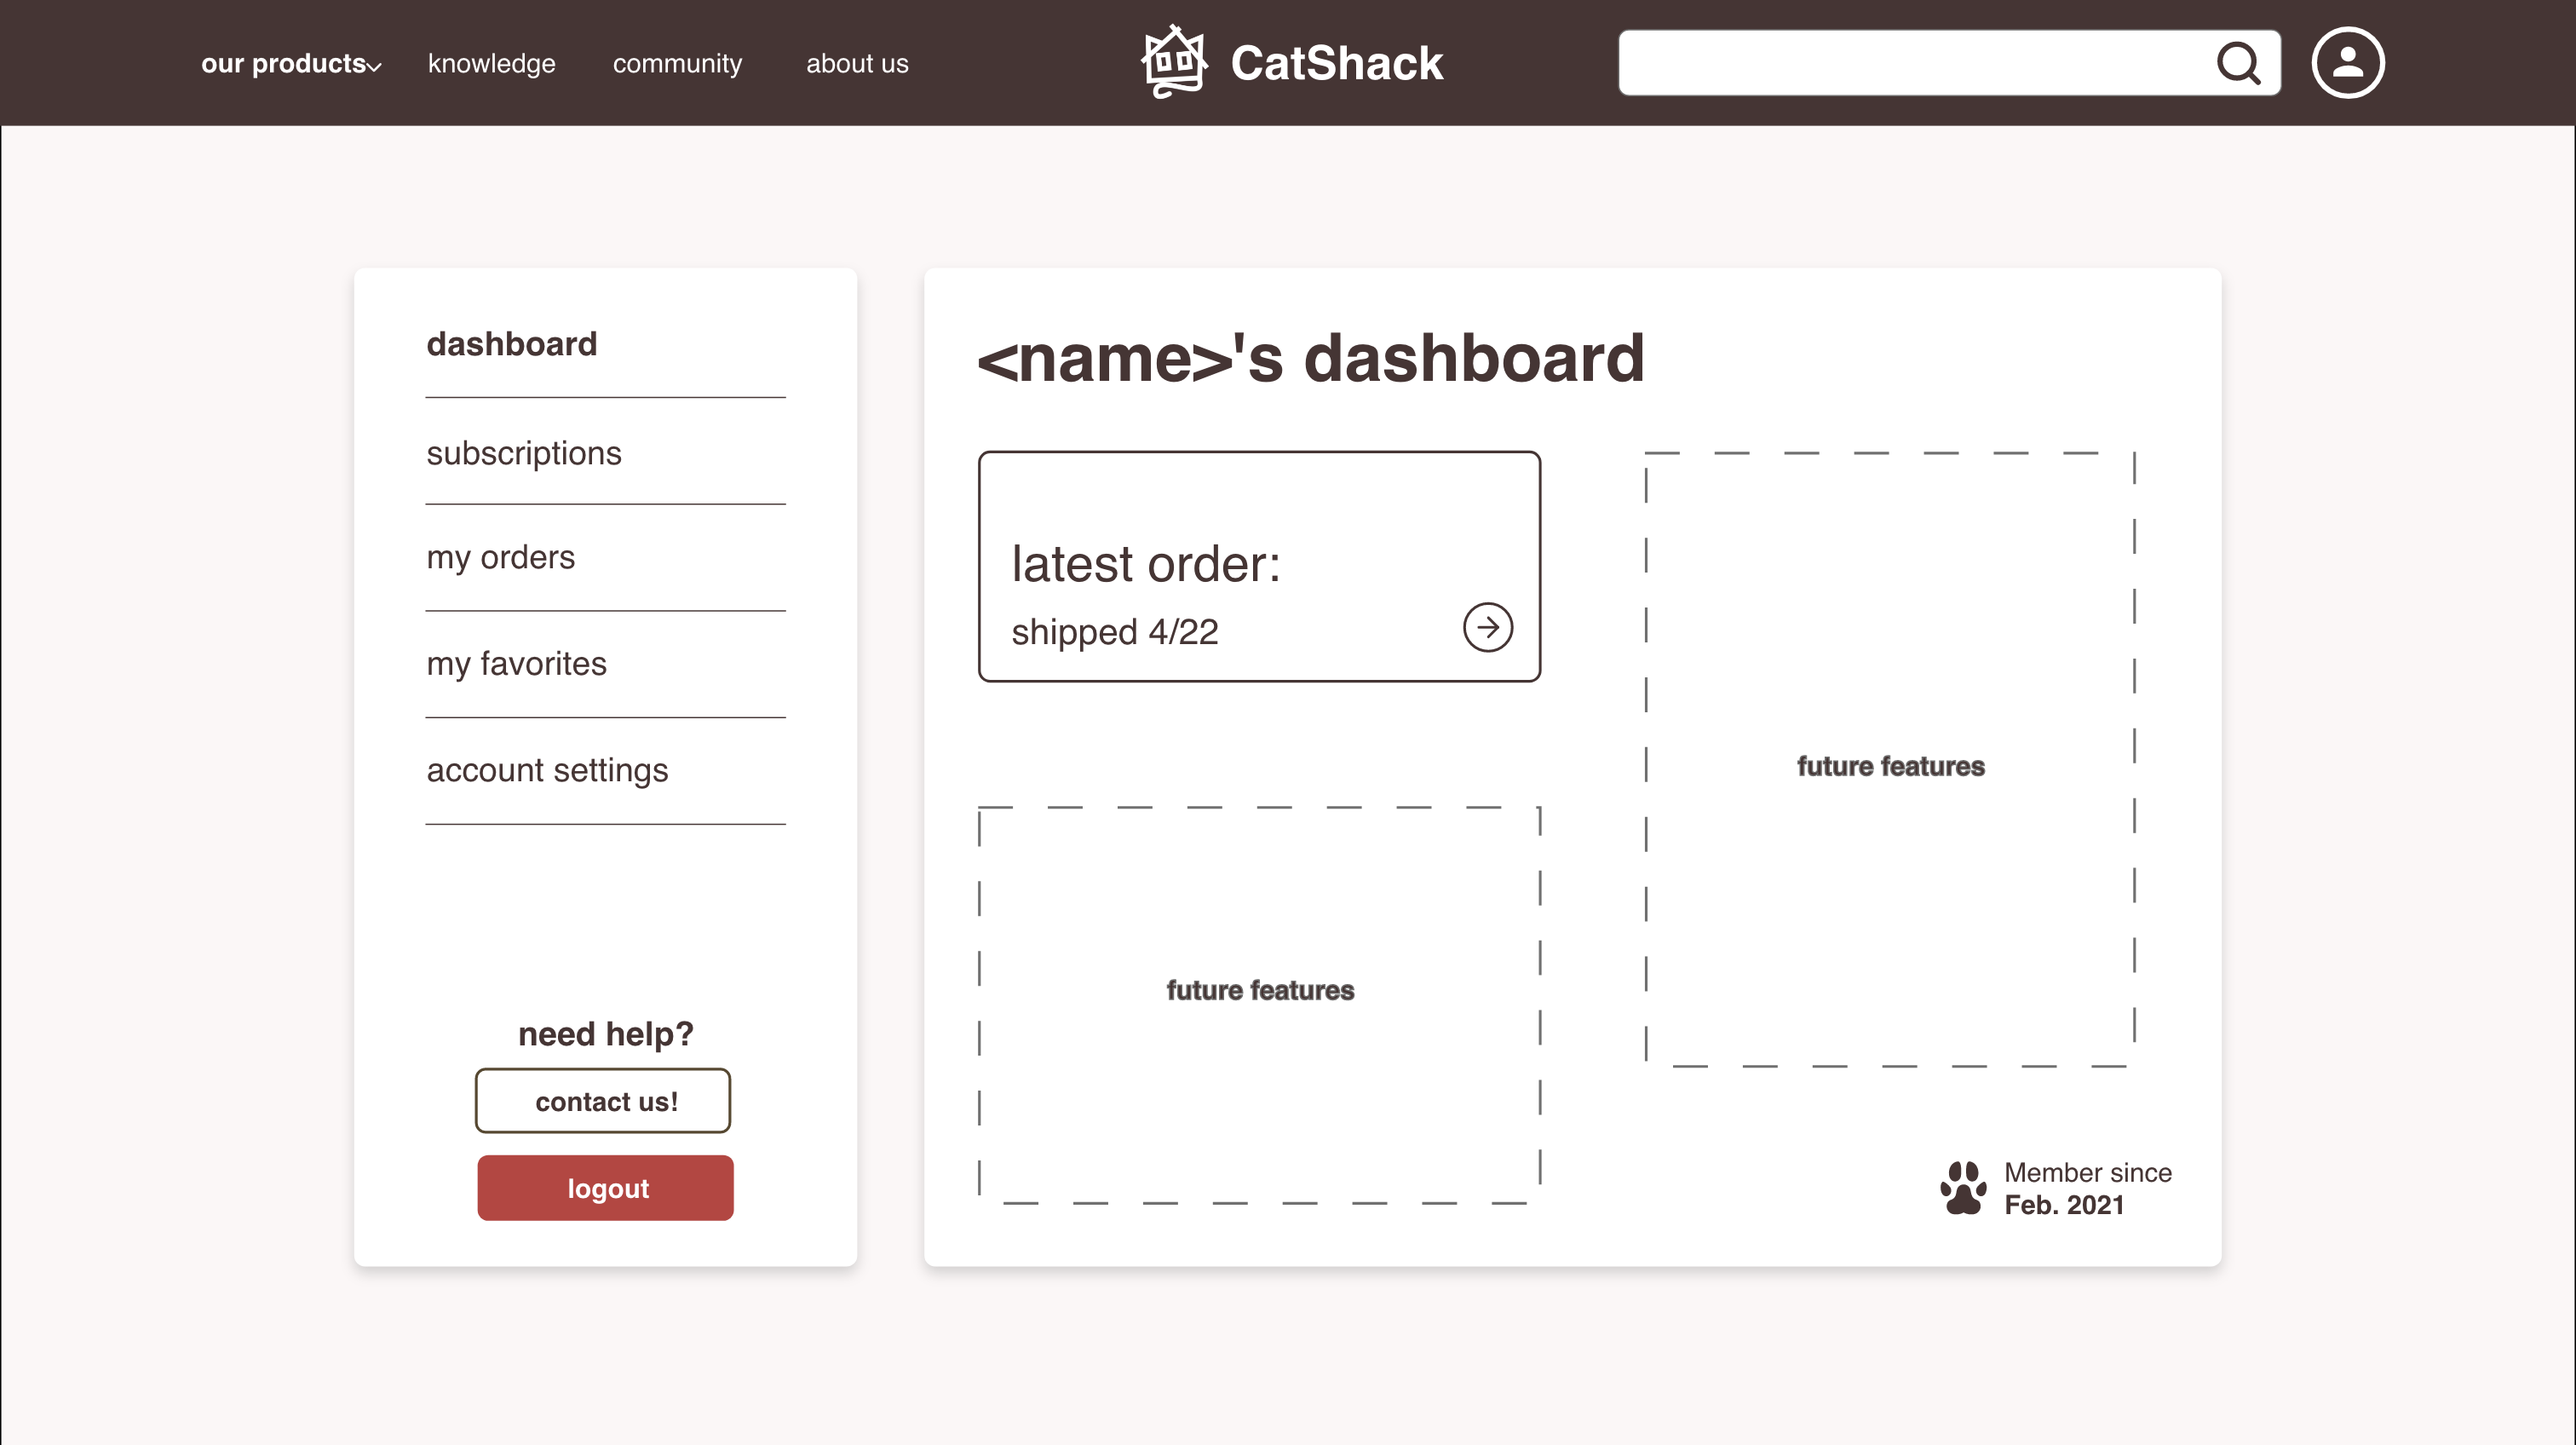 our products
knowledge
community
about us
CatShack
dashboard
subscriptions
my orders
my favorites
account settings
need help?
contact us!
logout
<name>'s dashboard
latest order:
shipped 4/22
future features
future features
Member since
Feb. 2021